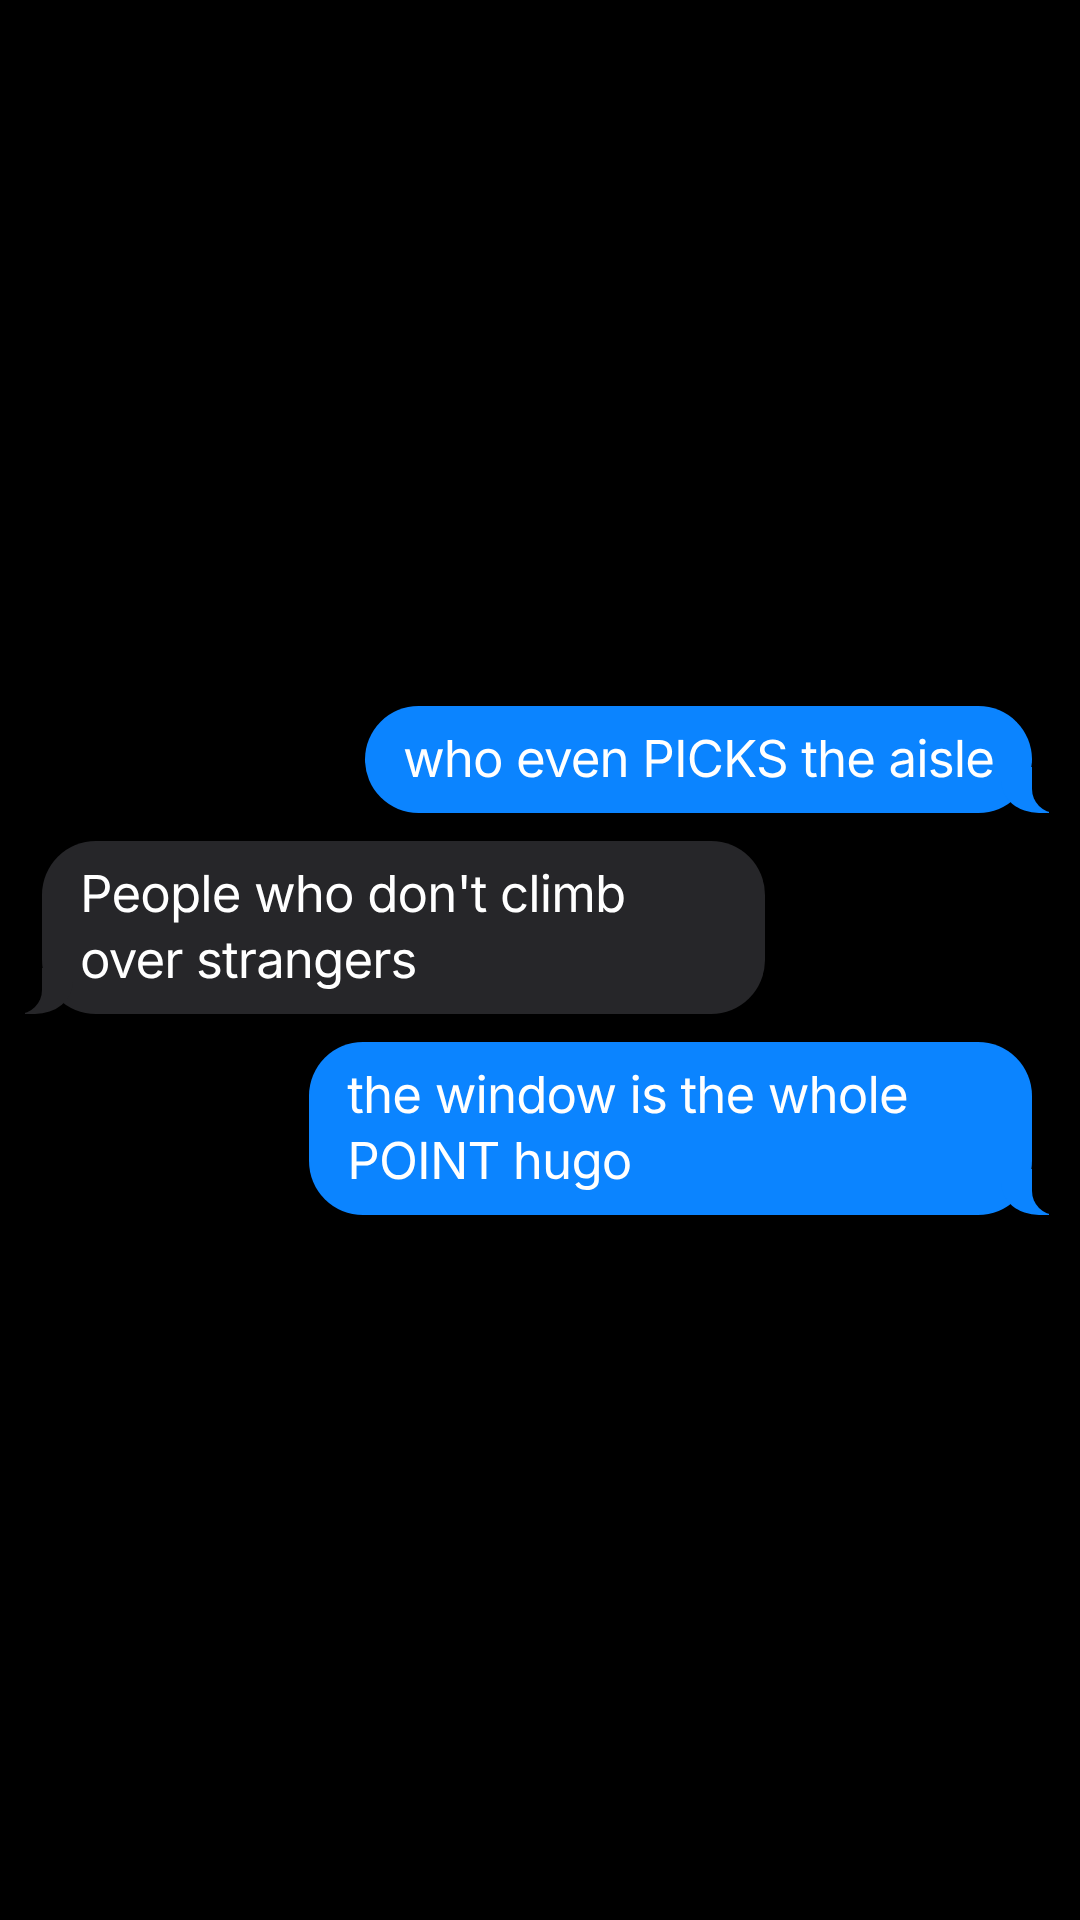 who even PICKS the aisle
People who don't climb
over strangers
the window is the whole
POINT hugo